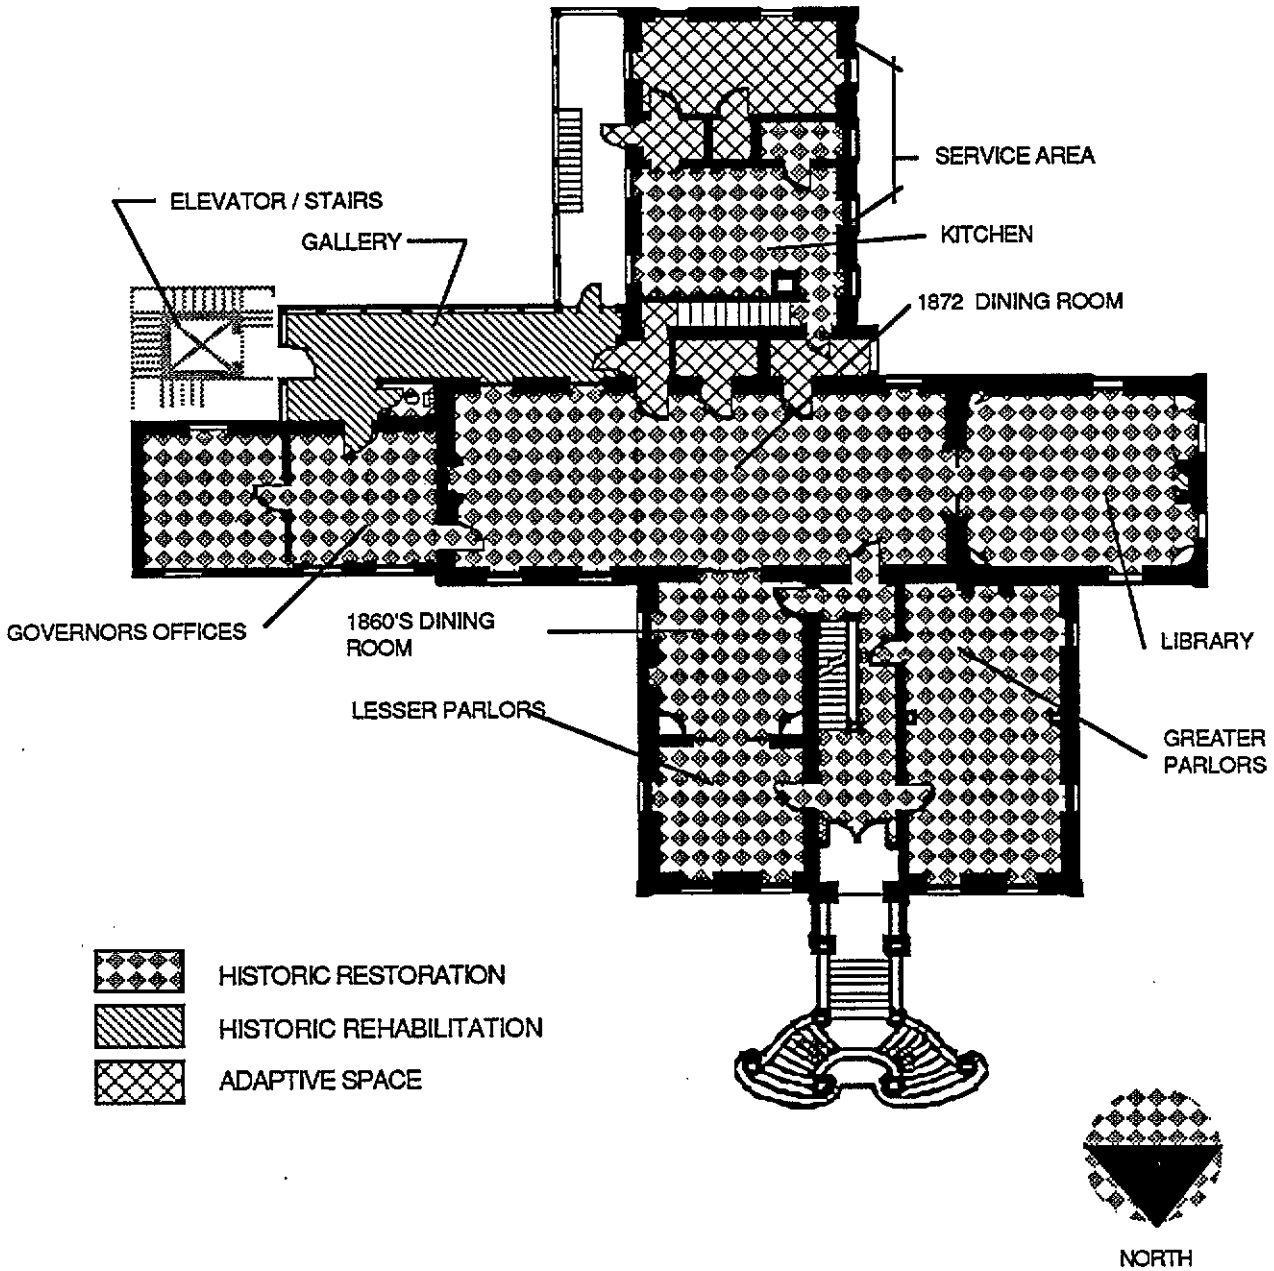 SERVICE AREA
ELEVATOR / STAIRS
GALLERY
KITCHEN
1872 DINING ROOM
GOVERNORS OFFICES
1860'S DINING
ROOM
LIBRARY
LESSER PARLORS
GREATER
PARLORS
HISTORIC RESTORATION
HISTORIC REHABILITATION
ADAPTIVE SPACE
NORTH